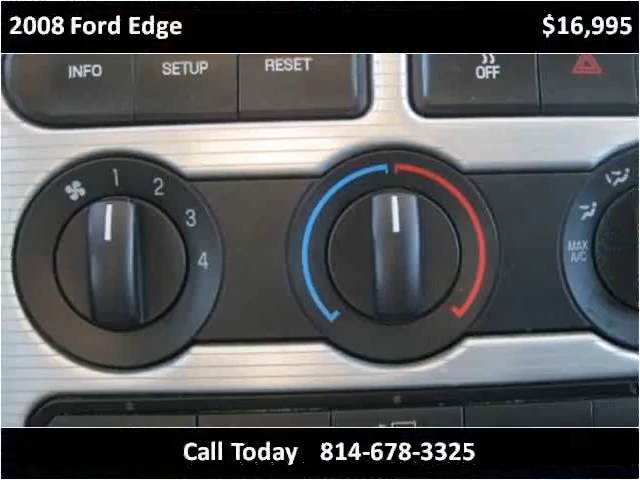 2008 Ford Edge $16,995
INFO SETUP RESET OFF
1 2 3 4
MAX A/C
Call Today 814-678-3325